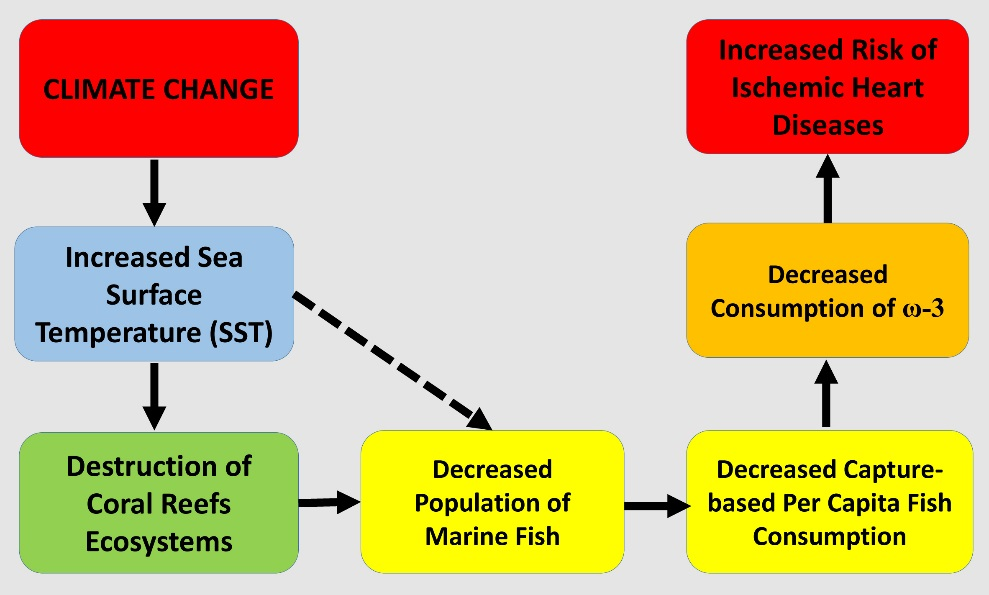 CLIMATE CHANGE
Increased Sea
Surface
Temperature (SST)
Destruction of
Coral Reefs
Ecosystems
Decreased
Population of
Marine Fish
Decreased Capture-
based Per Capita Fish
Consumption
Decreased
Consumption of ω-3
Increased Risk of
Ischemic Heart
Diseases